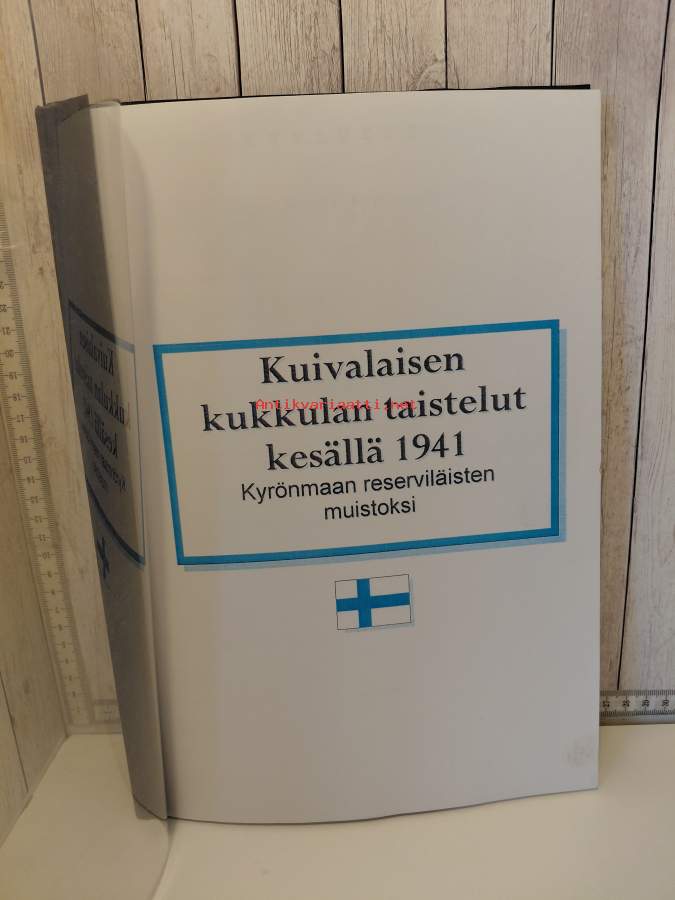 Kuivalaisen
kukkulan taistelut
kesällä 1941
Kyrönmaan reserviläisten
muistoksi
Antikvariaatti.net